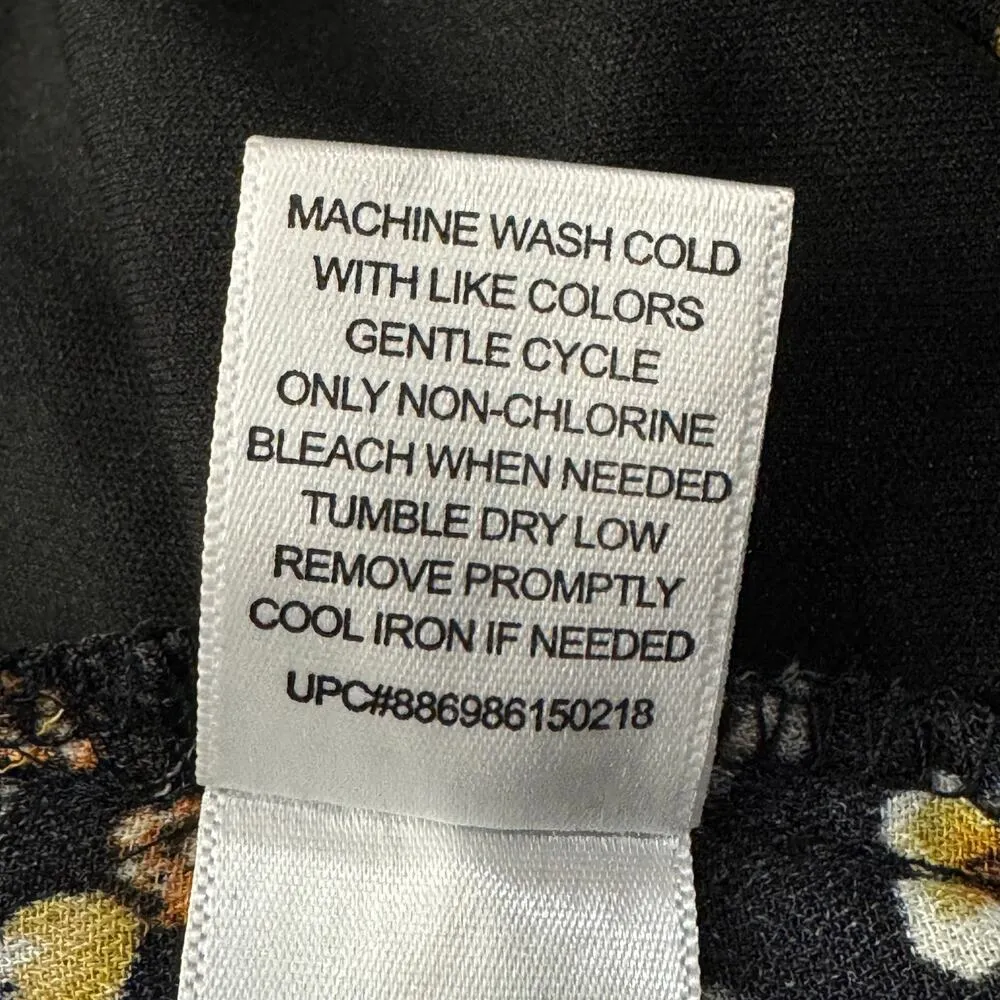 MACHINE WASH COLD
WITH LIKE COLORS
GENTLE CYCLE
ONLY NON-CHLORINE
BLEACH WHEN NEEDED
TUMBLE DRY LOW
REMOVE PROMPTLY
COOL IRON IF NEEDED
UPC#886986150218